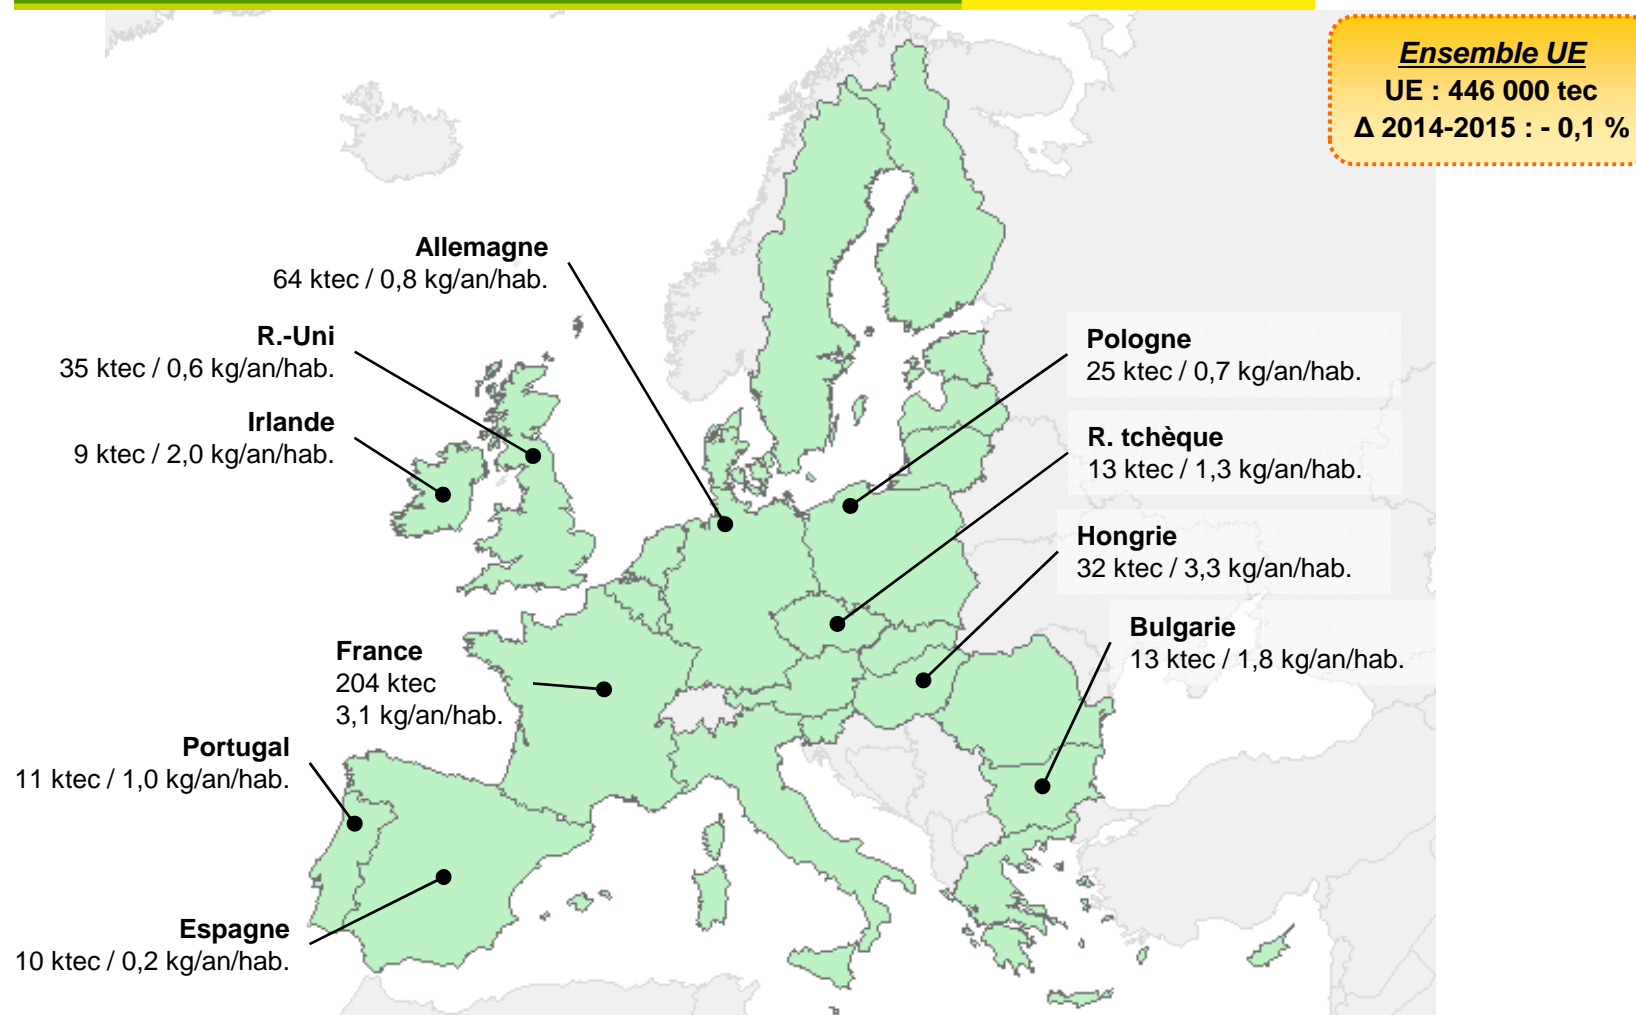 Ensemble UE
UE : 446 000 tec
Δ 2014-2015 : - 0,1 %
Allemagne
64 ktec / 0,8 kg/an/hab.
R.-Uni
35 ktec / 0,6 kg/an/hab.
Irlande
9 ktec / 2,0 kg/an/hab.
Pologne
25 ktec / 0,7 kg/an/hab.
R. tchèque
13 ktec / 1,3 kg/an/hab.
Hongrie
32 ktec / 3,3 kg/an/hab.
Bulgarie
13 ktec / 1,8 kg/an/hab.
France
204 ktec
3,1 kg/an/hab.
Portugal
11 ktec / 1,0 kg/an/hab.
Espagne
10 ktec / 0,2 kg/an/hab.